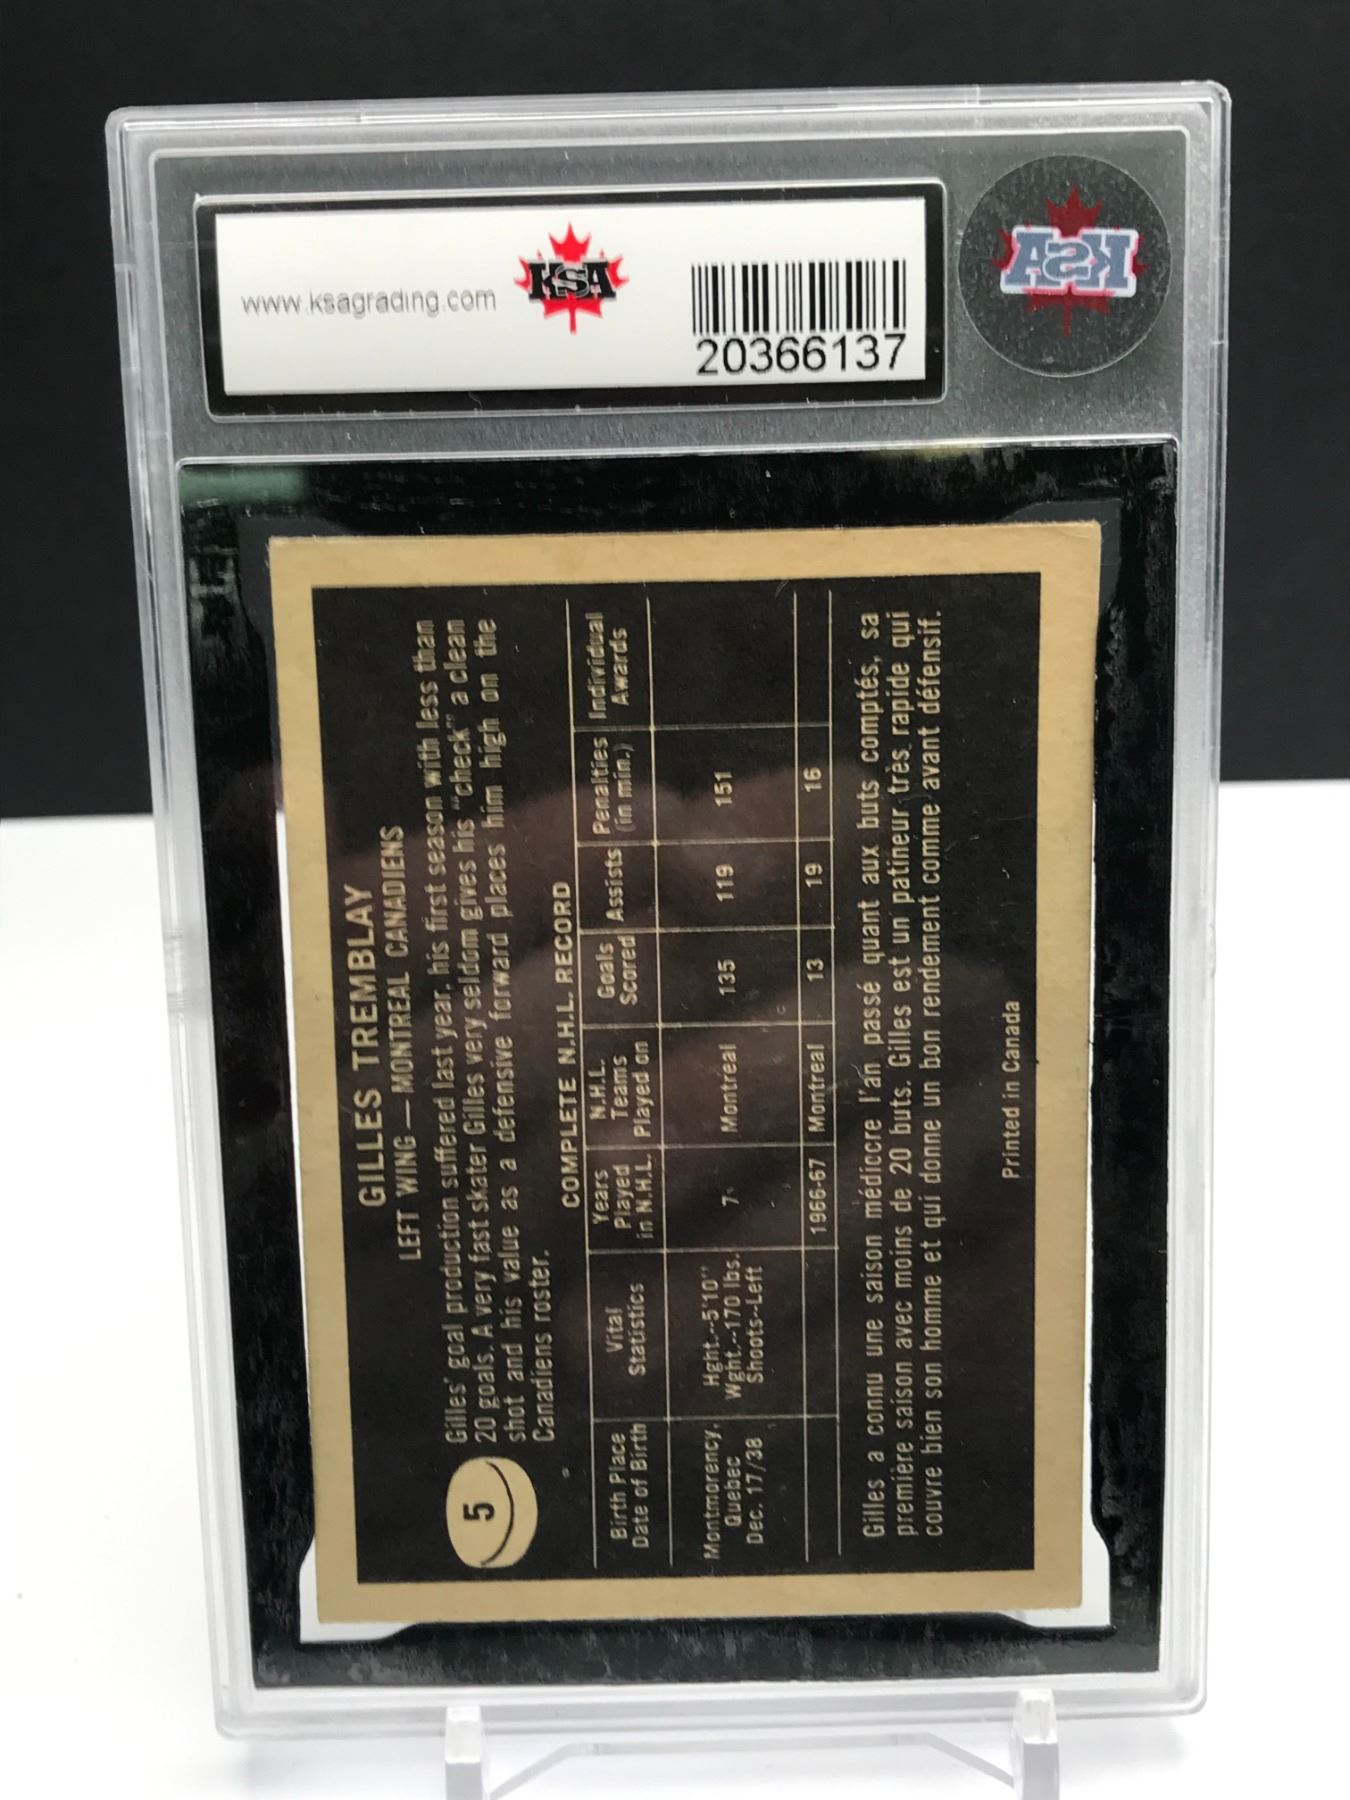 www.ksagrading.com
KSA
20366137
KSA
GILLES TREMBLAY
LEFT WING — MONTREAL CANADIENS
5
Gilles' goal production suffered last year, his first season with less than
20 goals. A very fast skater Gilles very seldom gives his "check" a clean
shot and his value as a defensive forward places him high on the
Canadiens roster.
COMPLETE N.H.L. RECORD
Birth Place Date of Birth | Vital Statistics | Years Played in N.H.L. | N.H.L. Teams Played on | Goals Scored | Assists | Penalties (in min.) | Individual Awards
Montmorency, Quebec Dec. 17/38 | Hght.--5'10" Wght.--170 lbs. Shoots--Left | 7 | Montreal | 135 | 119 | 151
1966-67 | Montreal | 13 | 19 | 16
Gilles a connu une saison médiocre l'an passé quant aux buts comptés, sa
première saison avec moins de 20 buts. Gilles est un patineur très rapide qui
couvre bien son homme et qui donne un bon rendement comme avant défensif.
Printed in Canada